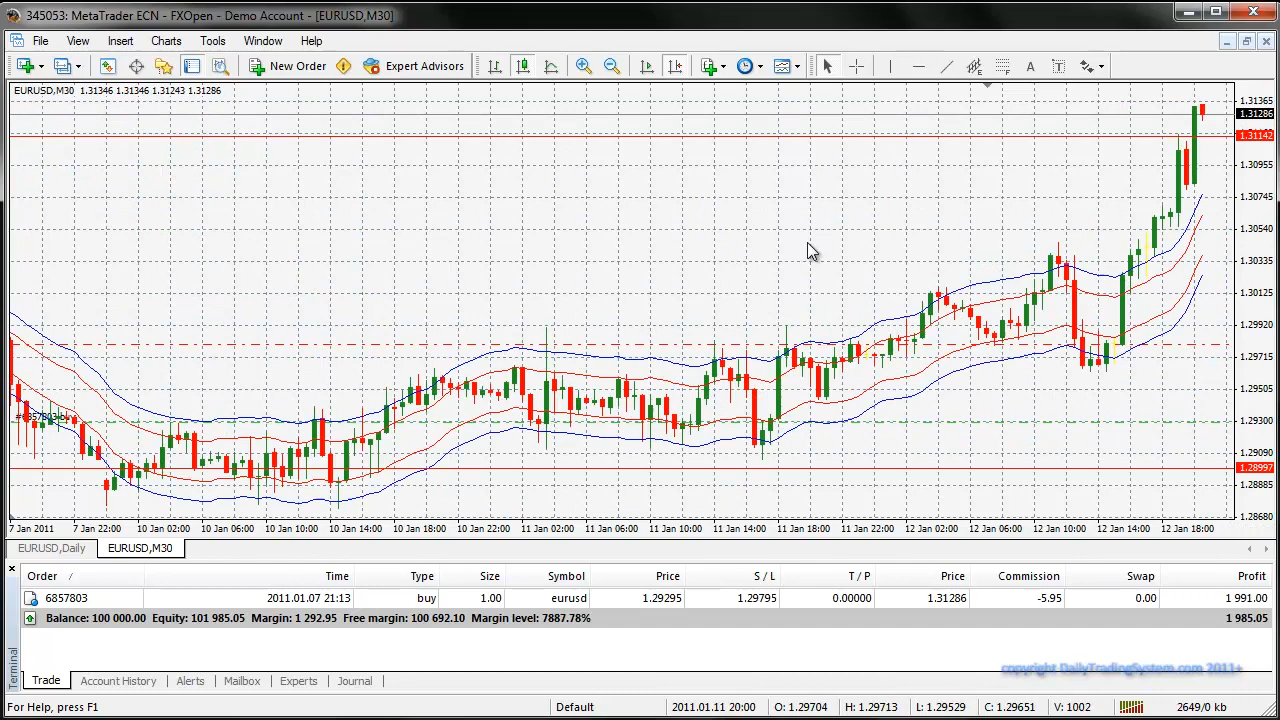 345053: MetaTrader ECN - FXOpen - Demo Account - [EURUSD,M30]
File View Insert Charts Tools Window Help
New Order Expert Advisors A T
EURUSD,M30 1.31346 1.31346 1.31243 1.31286
1.31365
1.31286
1.31142
1.30955
1.30745
1.30540
1.30335
1.30125
1.29920
1.29715
1.29505
1.29300
1.29090
1.28997
1.28885
1.28680
7 Jan 2011 7 Jan 22:00 10 Jan 02:00 10 Jan 06:00 10 Jan 10:00 10 Jan 14:00 10 Jan 18:00 10 Jan 22:00 11 Jan 02:00 11 Jan 06:00 11 Jan 10:00 11 Jan 14:00 11 Jan 18:00 11 Jan 22:00 12 Jan 02:00 12 Jan 06:00 12 Jan 10:00 12 Jan 14:00 12 Jan 18:00
EURUSD,Daily EURUSD,M30
Order / Time Type Size Symbol Price S / L T / P Price Commission Swap Profit
6857803 2011.01.07 21:13 buy 1.00 eurusd 1.29295 1.29795 0.00000 1.31286 -5.95 0.00 1 991.00
Balance: 100 000.00 Equity: 101 985.05 Margin: 1 292.95 Free margin: 100 692.10 Margin level: 7887.78% 1 985.05
Terminal
copyright DailyTradingSystem.com 2011+
Trade Account History Alerts Mailbox Experts Journal
For Help, press F1 Default 2011.01.11 20:00 O: 1.29704 H: 1.29713 L: 1.29529 C: 1.29651 V: 1002 2649/0 kb